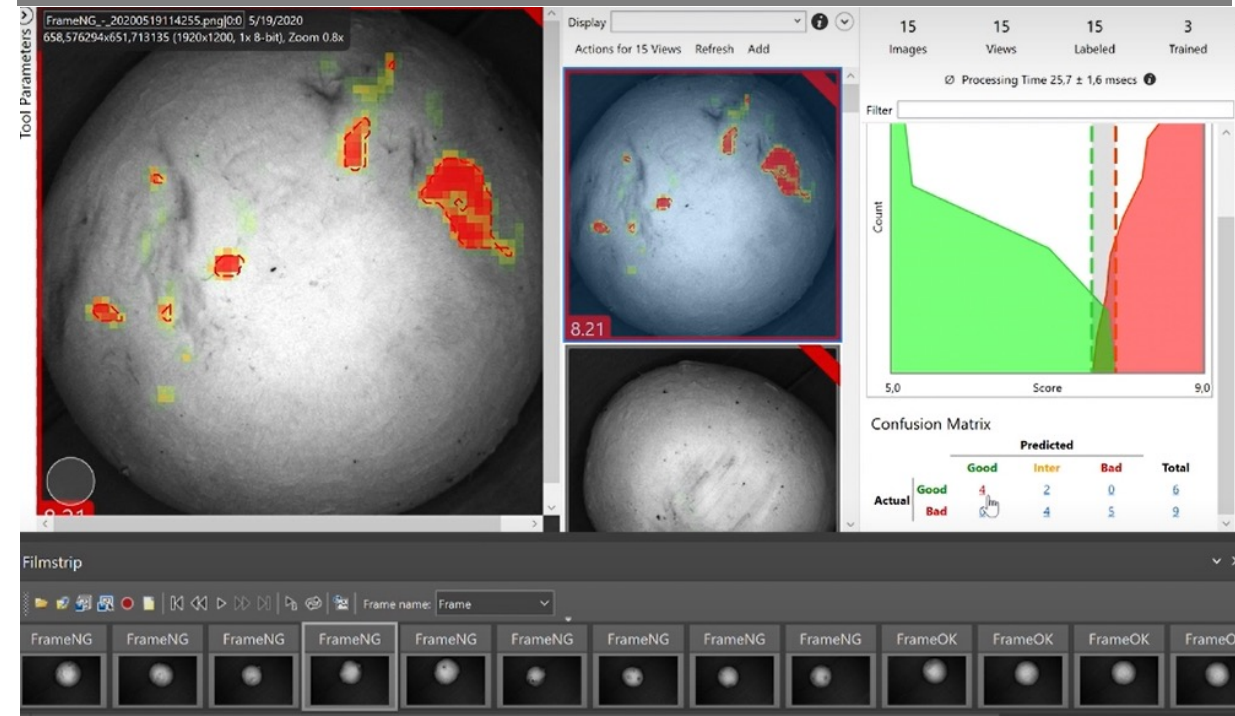 FrameNG_-_20200519114255.png|0:0 5/19/2020
658,576294x651,713135 (1920x1200, 1x 8-bit), Zoom 0.8x
Tool Parameters
8.21
Display
Actions for 15 Views Refresh Add
8.21
15 15 15 3
Images Views Labeled Trained
Ø Processing Time 25,7 ± 1,6 msecs
Filter
Count
5,0 Score 9,0
Confusion Matrix
Predicted
Good Inter Bad Total
Actual
Good 4 2 0 6
Bad 4 5 9
Filmstrip
Frame name: Frame
FrameNG FrameNG FrameNG FrameNG FrameNG FrameNG FrameNG FrameNG FrameNG FrameOK FrameOK FrameOK FrameO